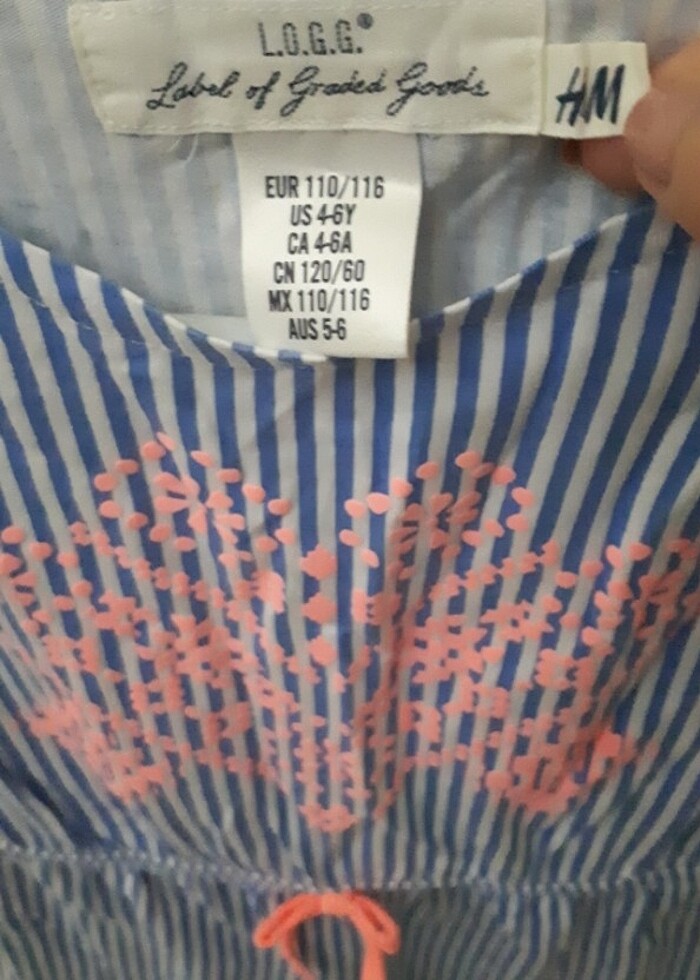 L.O.G.G.®
Label of Graded Goods
HM
EUR 110/116
US 4-6Y
CA 4-6A
CN 120/60
MX 110/116
AUS 5-6